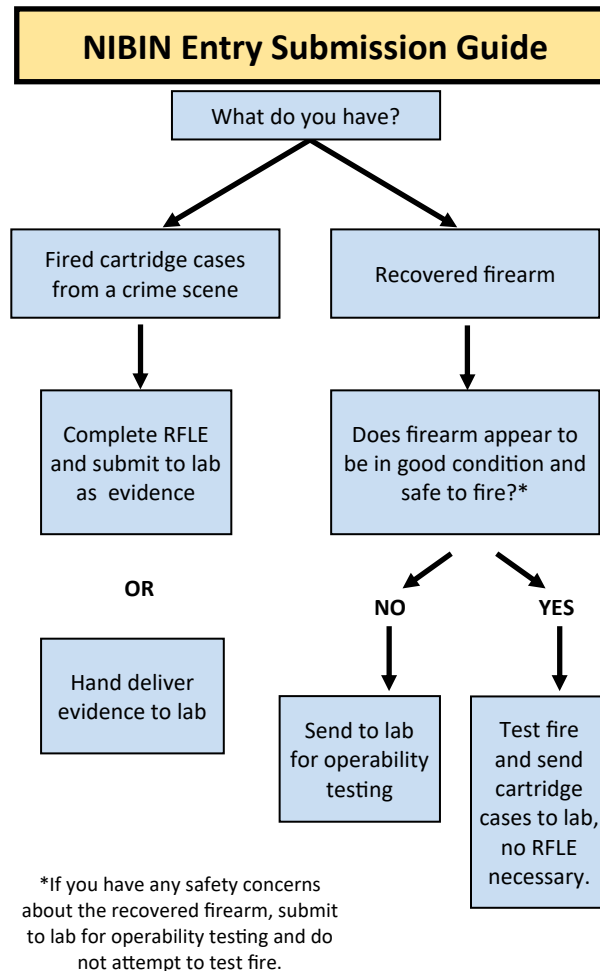 NIBIN Entry Submission Guide
What do you have?
Fired cartridge cases
from a crime scene
Recovered firearm
Complete RFLE
and submit to lab
as evidence
Does firearm appear to
be in good condition and
safe to fire?*
OR
NO
YES
Hand deliver
evidence to lab
Send to lab
for operability
testing
Test fire
and send
cartridge
cases to lab,
no RFLE
necessary.
*If you have any safety concerns
about the recovered firearm, submit
to lab for operability testing and do
not attempt to test fire.